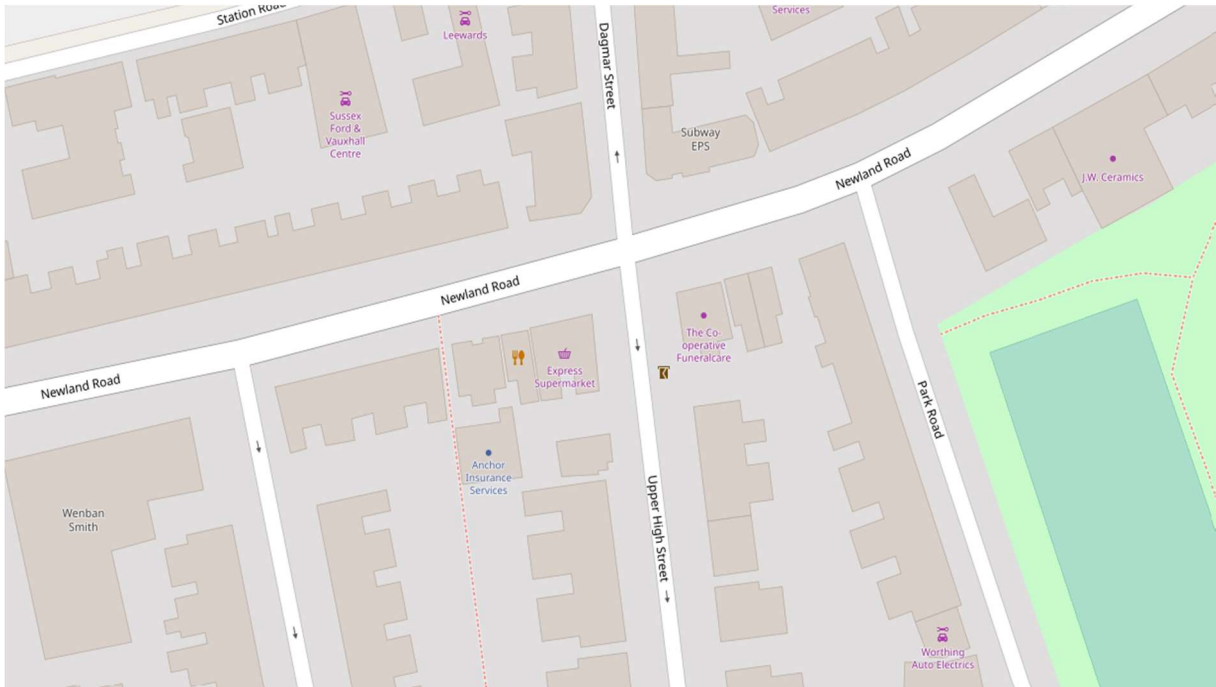 Station Road
Leewards
Services
Dagmar Street
Sussex
Ford &
Vauxhall
Centre
Subway
EPS
Newland Road
J.W. Ceramics
Newland Road
The Co-
operative
Funeralcare
Express
Supermarket
Newland Road
Park Road
Anchor
Insurance
Services
Upper High Street
Wenban
Smith
Worthing
Auto Electrics